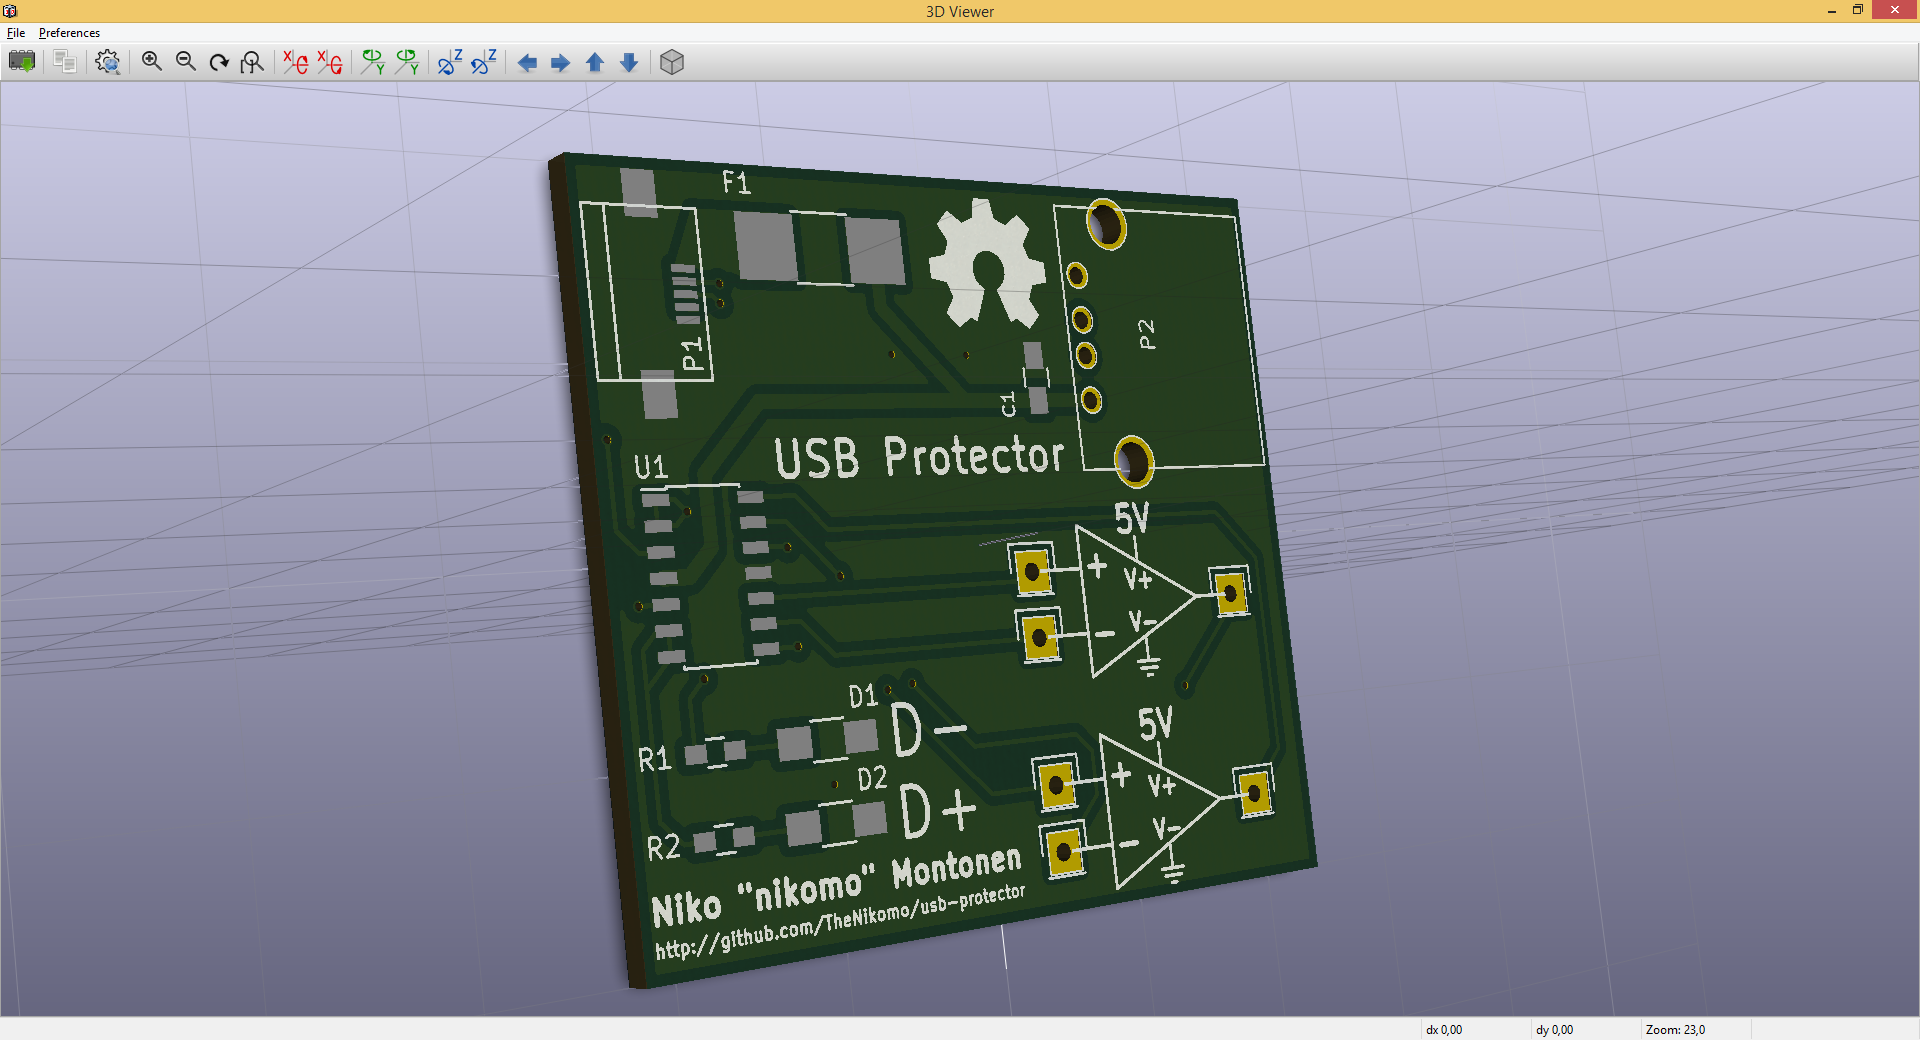 3D Viewer
File Preferences
X X Y Y Z Z
F1
P1
P2
C1
USB Protector
U1
5V
+ V+
- V-
D1
D-
R1
5V
D2
+ V+
D+
- V-
R2
Niko "nikomo" Montonen
http://github.com/TheNikomo/usb-protector
dx 0,00 dy 0,00 Zoom: 23,0